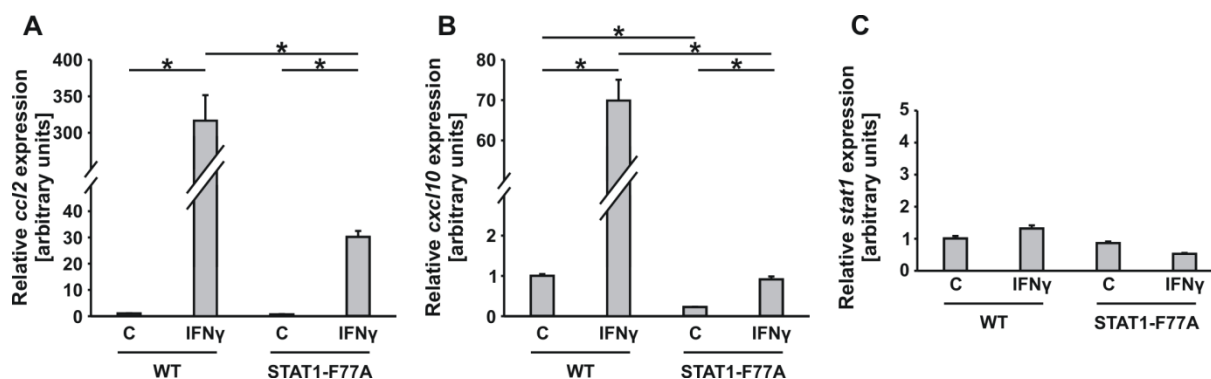 A
Relative ccl2 expression
[arbitrary units]
400
350
300
30
20
10
0
*
*
*
C
IFNγ
C
IFNγ
WT
STAT1-F77A
B
Relative cxcl10 expression
[arbitrary units]
80
70
60
2
1
0
*
*
*
*
C
IFNγ
C
IFNγ
WT
STAT1-F77A
C
Relative stat1 expression
[arbitrary units]
5
4
3
2
1
0
C
IFNγ
C
IFNγ
WT
STAT1-F77A